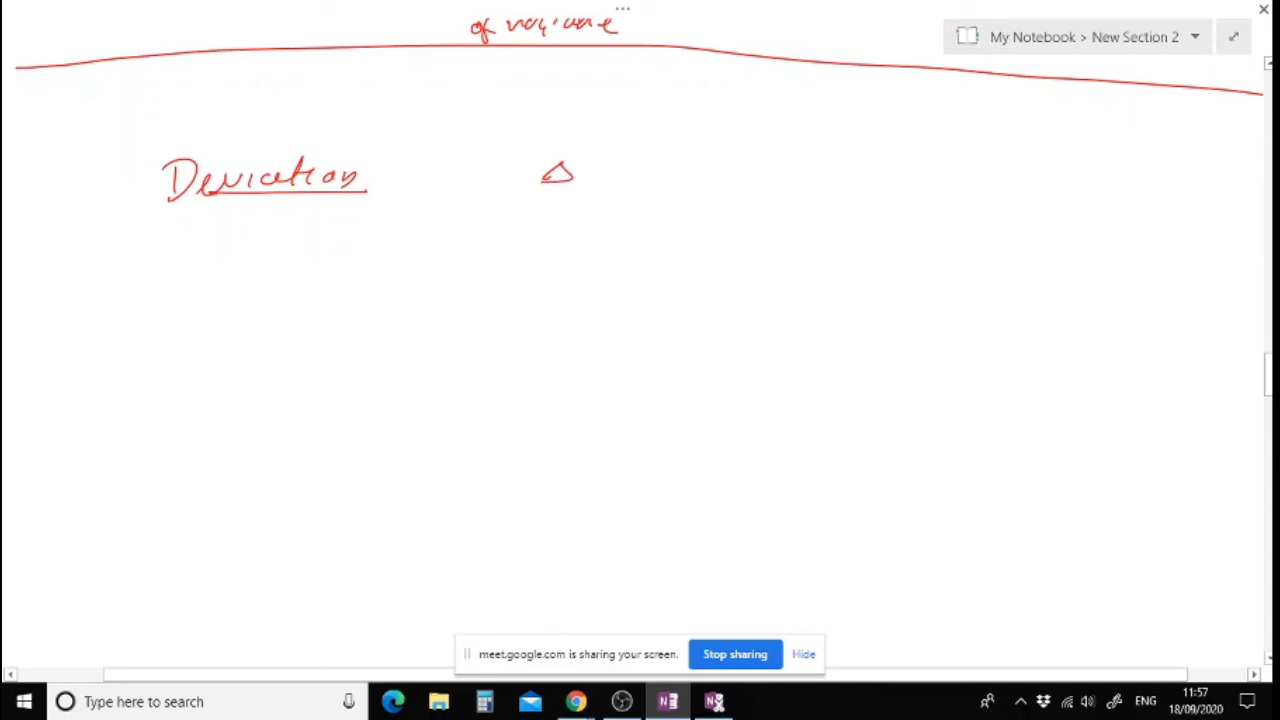 of
My Notebook > New Section 2
Deviation Δ
meet.google.com is sharing your screen. Stop sharing Hide
Type here to search
ENG
11:57
18/09/2020